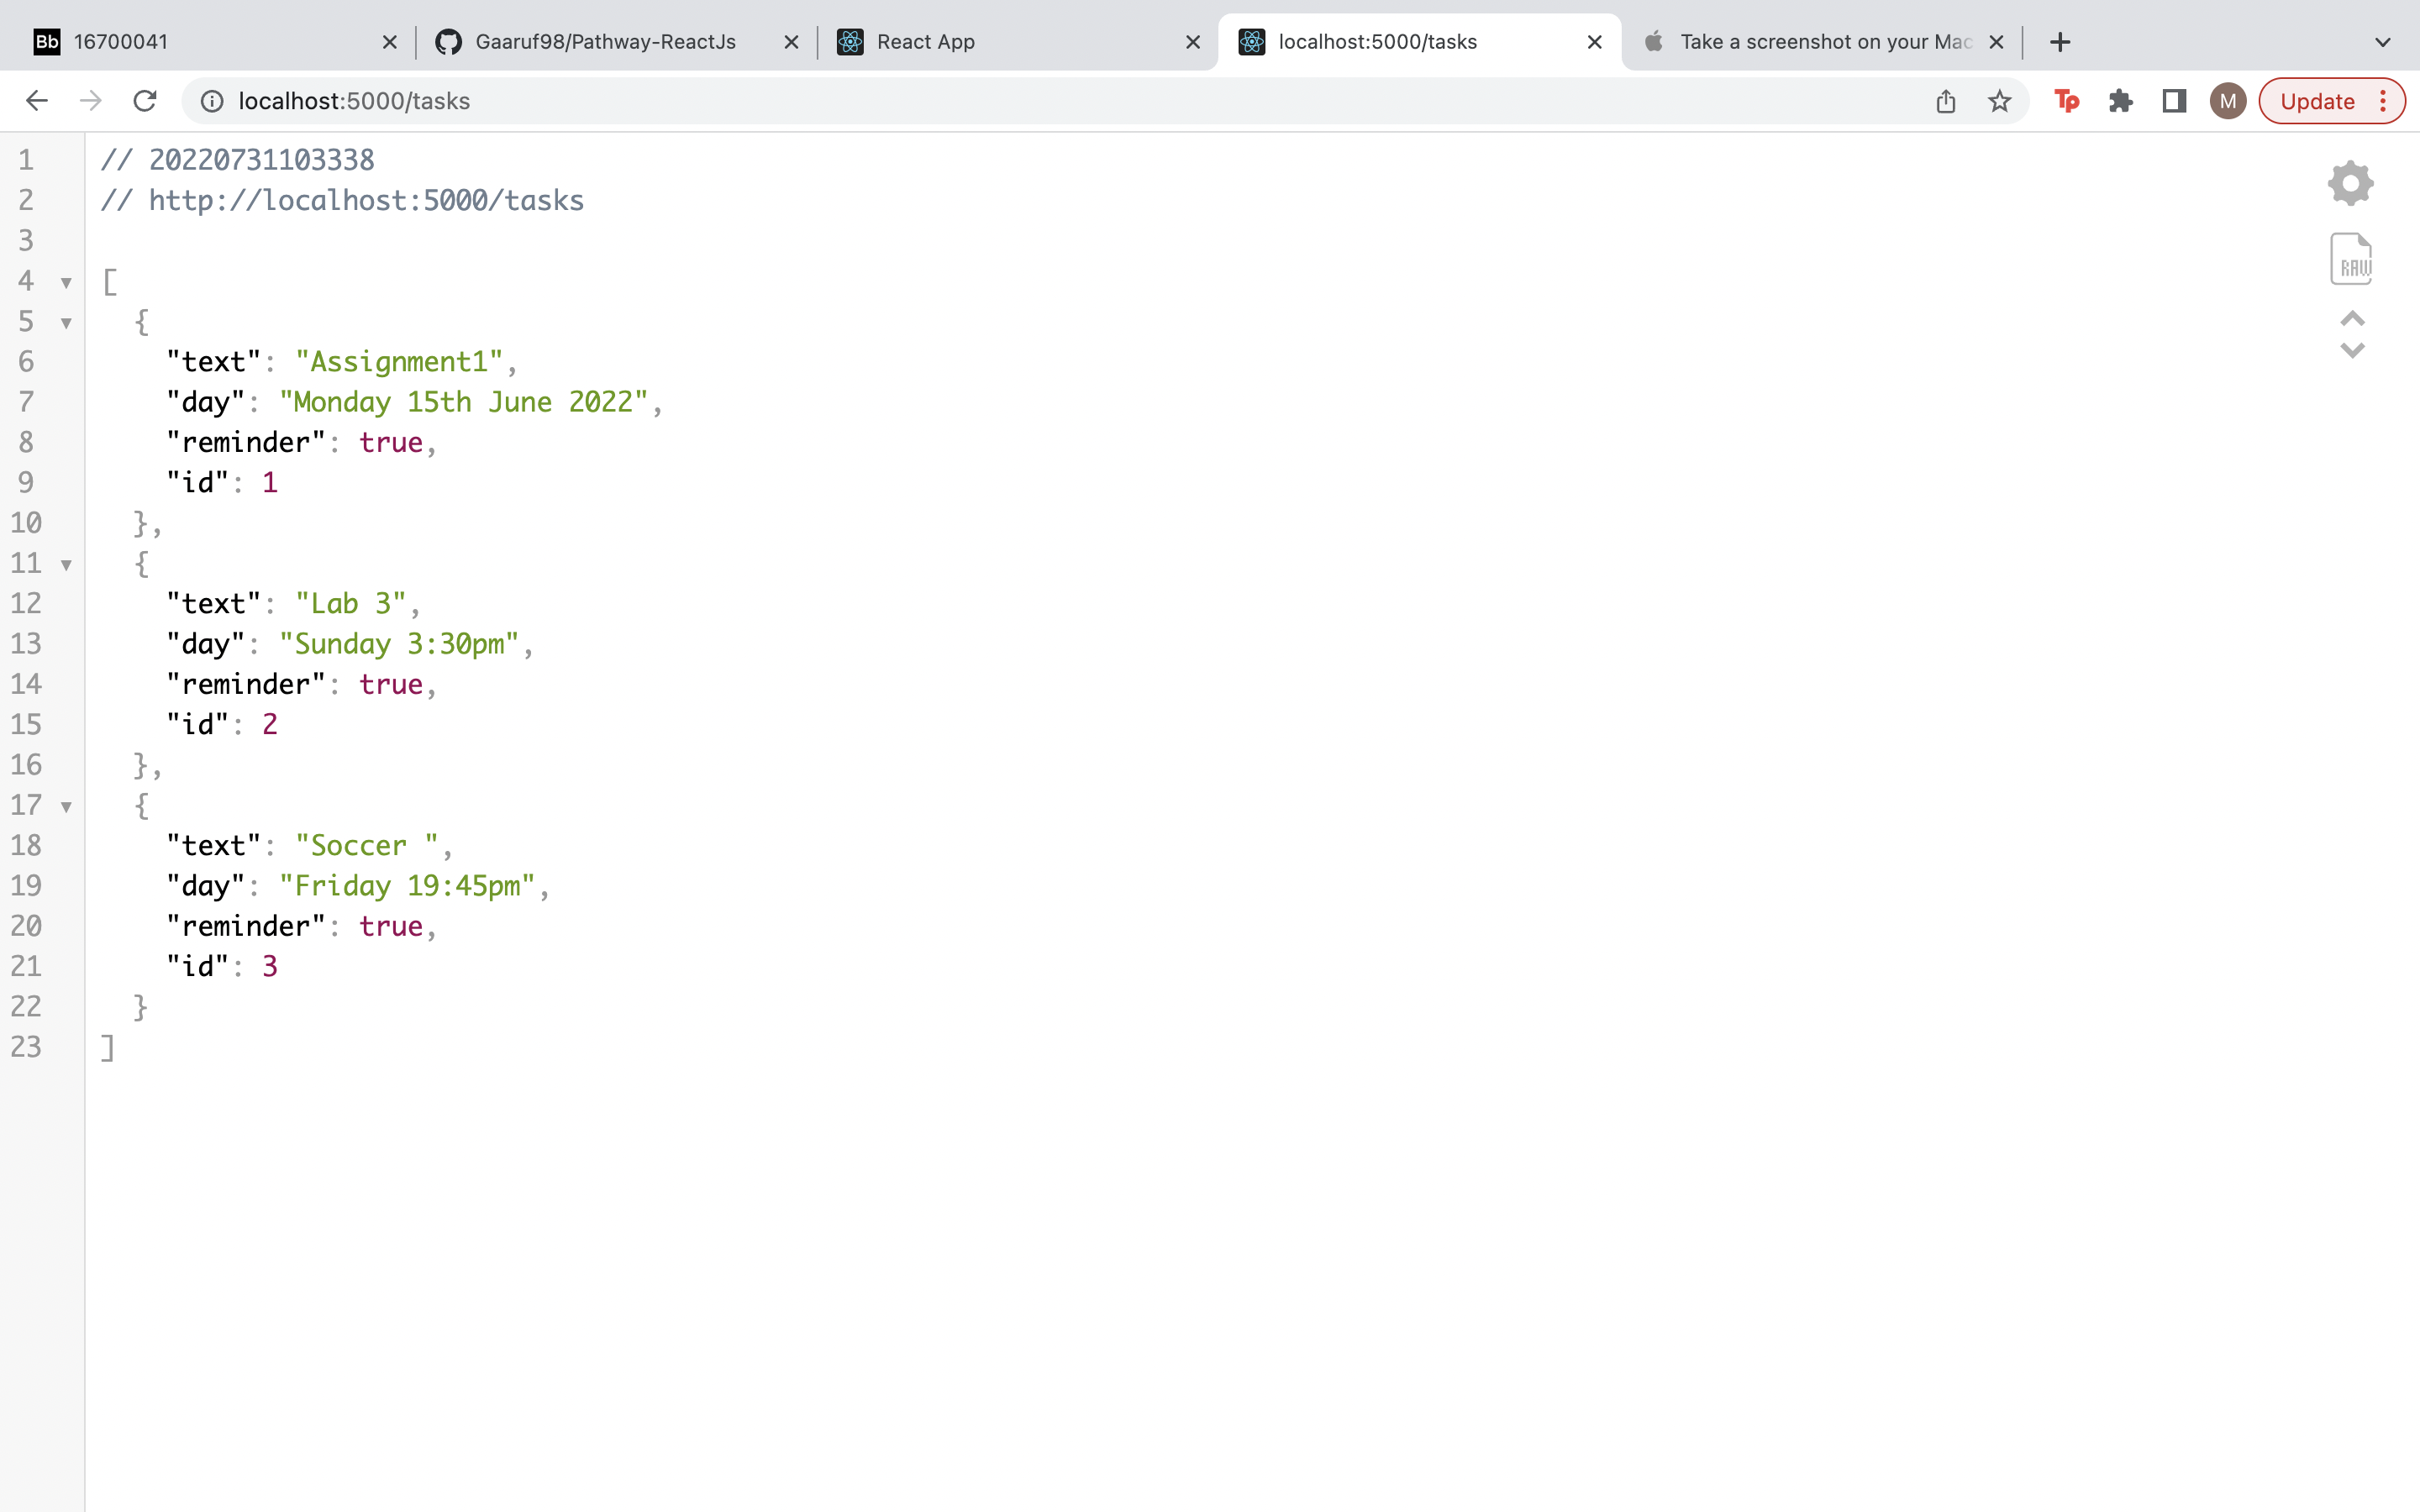 Bb 16700041 Gaaruf98/Pathway-ReactJs React App localhost:5000/tasks Take a screenshot on your Mac
localhost:5000/tasks Tp M Update
1 // 20220731103338
2 // http://localhost:5000/tasks
3
4 [
5 {
6 "text": "Assignment1",
7 "day": "Monday 15th June 2022",
8 "reminder": true,
9 "id": 1
10 },
11 {
12 "text": "Lab 3",
13 "day": "Sunday 3:30pm",
14 "reminder": true,
15 "id": 2
16 },
17 {
18 "text": "Soccer ",
19 "day": "Friday 19:45pm",
20 "reminder": true,
21 "id": 3
22 }
23 ]
RAW